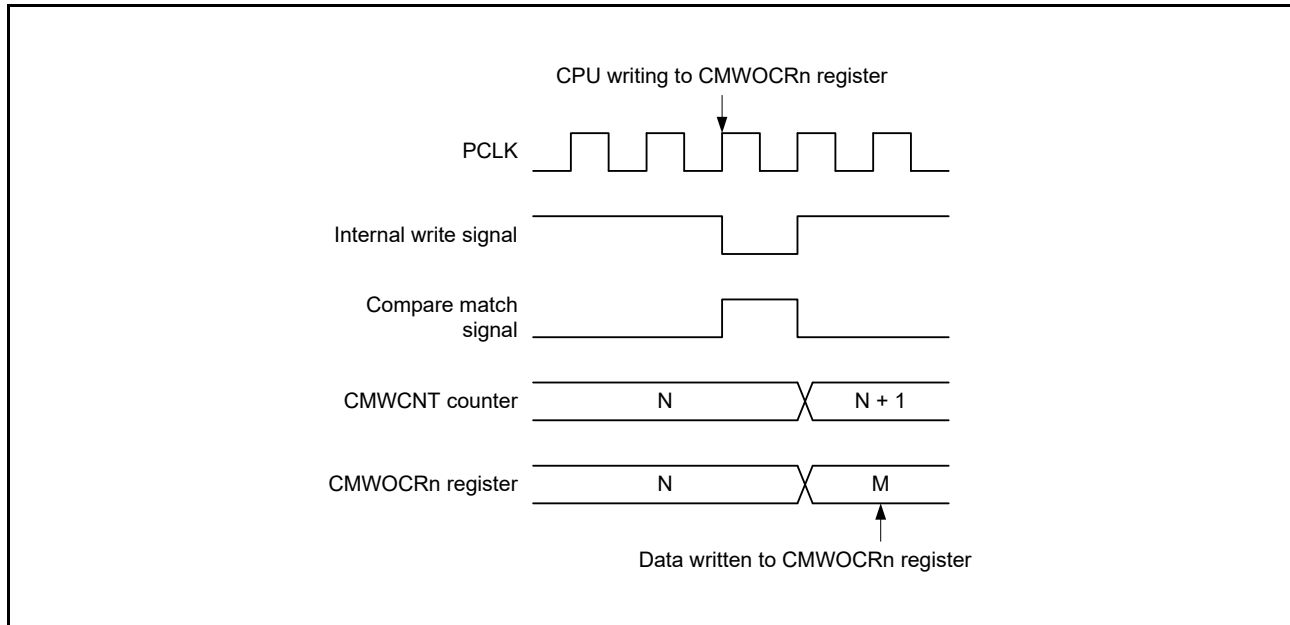 CPU writing to CMWOCRn register
PCLK
Internal write signal
Compare match
signal
CMWCNT counter
N
N + 1
CMWOCRn register
N
M
Data written to CMWOCRn register